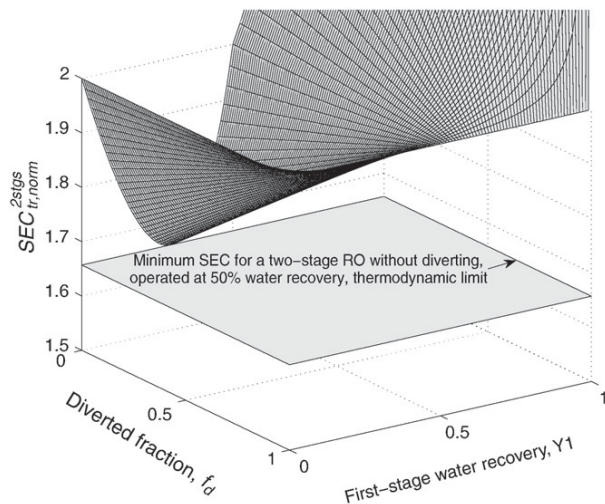 2
1.9
1.8
1.7
1.6
1.5
SEC^{2stgs}_{tr,norm}
Minimum SEC for a two−stage RO without diverting,
operated at 50% water recovery, thermodynamic limit
0
0.5
1
Diverted fraction, f_d
0
0.5
1
First−stage water recovery, Y1